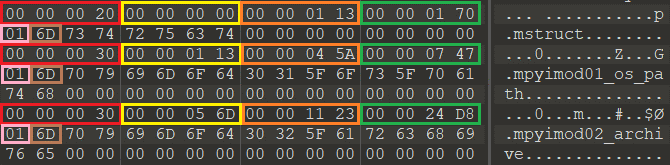 00 00 00 20 00 00 00 00 00 00 01 13 00 00 01 70 ... ...........p
01 6D 73 74 72 75 63 74 00 00 00 00 00 00 00 00 .mstruct........
00 00 00 30 00 00 01 13 00 00 04 5A 00 00 07 47 ...0.......Z...G
01 6D 70 79 69 6D 6F 64 30 31 5F 6F 73 5F 70 61 .mpyimod01_os_pa
74 68 00 00 00 00 00 00 00 00 00 00 00 00 00 00 th..............
00 00 00 30 00 00 05 6D 00 00 11 23 00 00 24 D8 ...0...m...#..$Ø
01 6D 70 79 69 6D 6F 64 30 32 5F 61 72 63 68 69 .mpyimod02_archi
76 65 00 00 00 00 00 00 00 00 00 00 00 00 00 00 ve..............